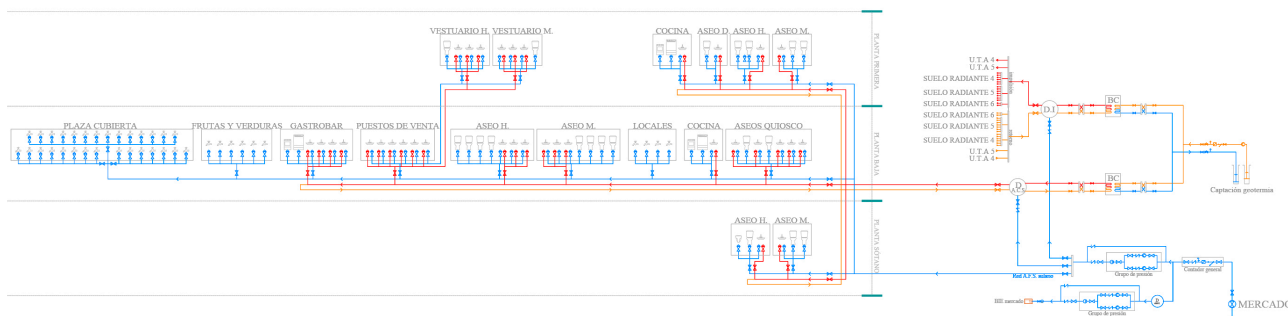 VESTUARIO H. VESTUARIO M.
COCINA ASEO D. ASEO H. ASEO M.
PLANTA PRIMERA
U.T.A 4
U.T.A 5
SUELO RADIANTE 4
SUELO RADIANTE 5
SUELO RADIANTE 6
SUELO RADIANTE 6
SUELO RADIANTE 5
SUELO RADIANTE 4
U.T.A 5
U.T.A 4
D.I
BC
PLAZA CUBIERTA FRUTAS Y VERDURAS GASTROBAR PUESTOS DE VENTA ASEO H. ASEO M. LOCALES COCINA ASEOS QUIOSCO
PLANTA BAJA
D.
A.C.S
BC
Captación geotermia
ASEO H. ASEO M.
PLANTA SÓTANO
Red A.F.S. sótano
Grupo de presión
Contador general
BIE mercado
Grupo de presión
MERCADO